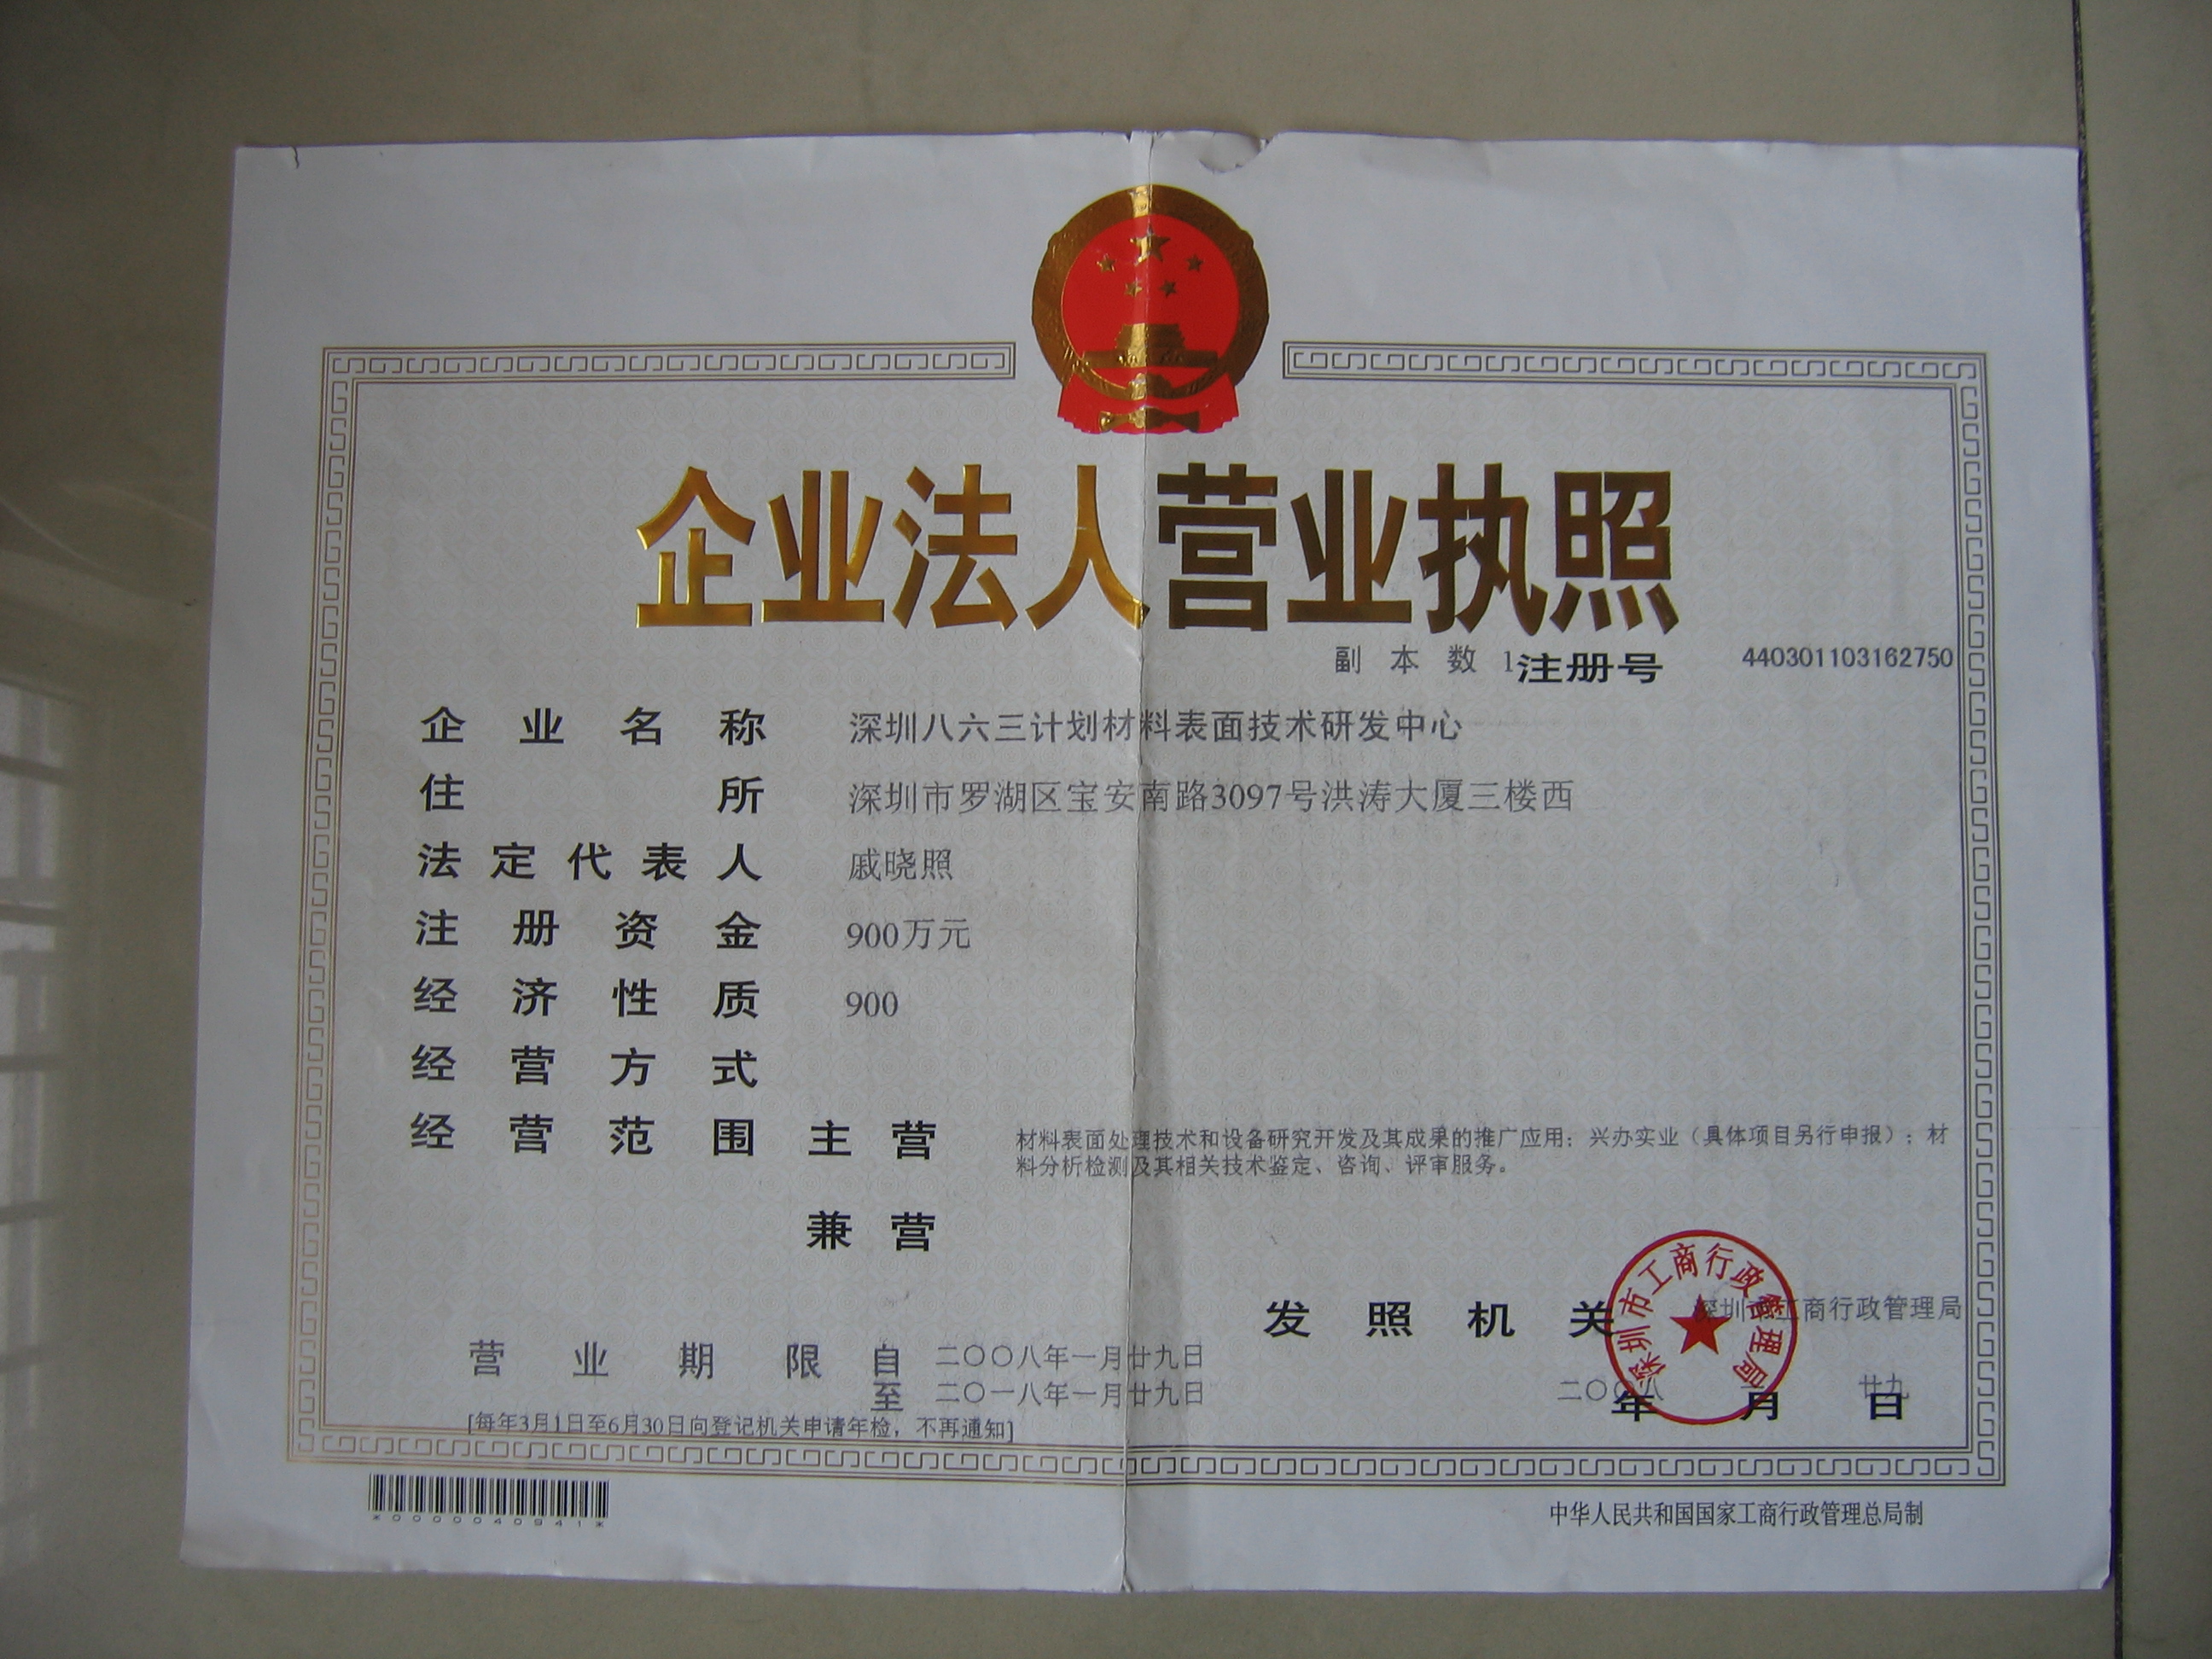 企业法人营业执照
副本数 1 注册号 440301103162750
企业名称 深圳八六三计划材料表面技术研发中心
住所 深圳市罗湖区宝安南路3097号洪涛大厦三楼西
法定代表人 戚晓照
注册资金 900万元
经济性质 900
经营方式
经营范围 主营 材料表面处理技术和设备研究开发及其成果的推广应用；兴办实业（具体项目另行申报）；材
料分析检测及其相关技术鉴定、咨询、评审服务。
兼营
发照机关 深圳市工商行政管理局
深圳市工商行政管理局
营业期限 自 二〇〇八年一月廿九日
至 二〇一八年一月廿九日
二〇〇八年 月 廿九日
[每年3月1日至6月30日向登记机关申请年检，不再通知]
*0000040941*
中华人民共和国国家工商行政管理总局制